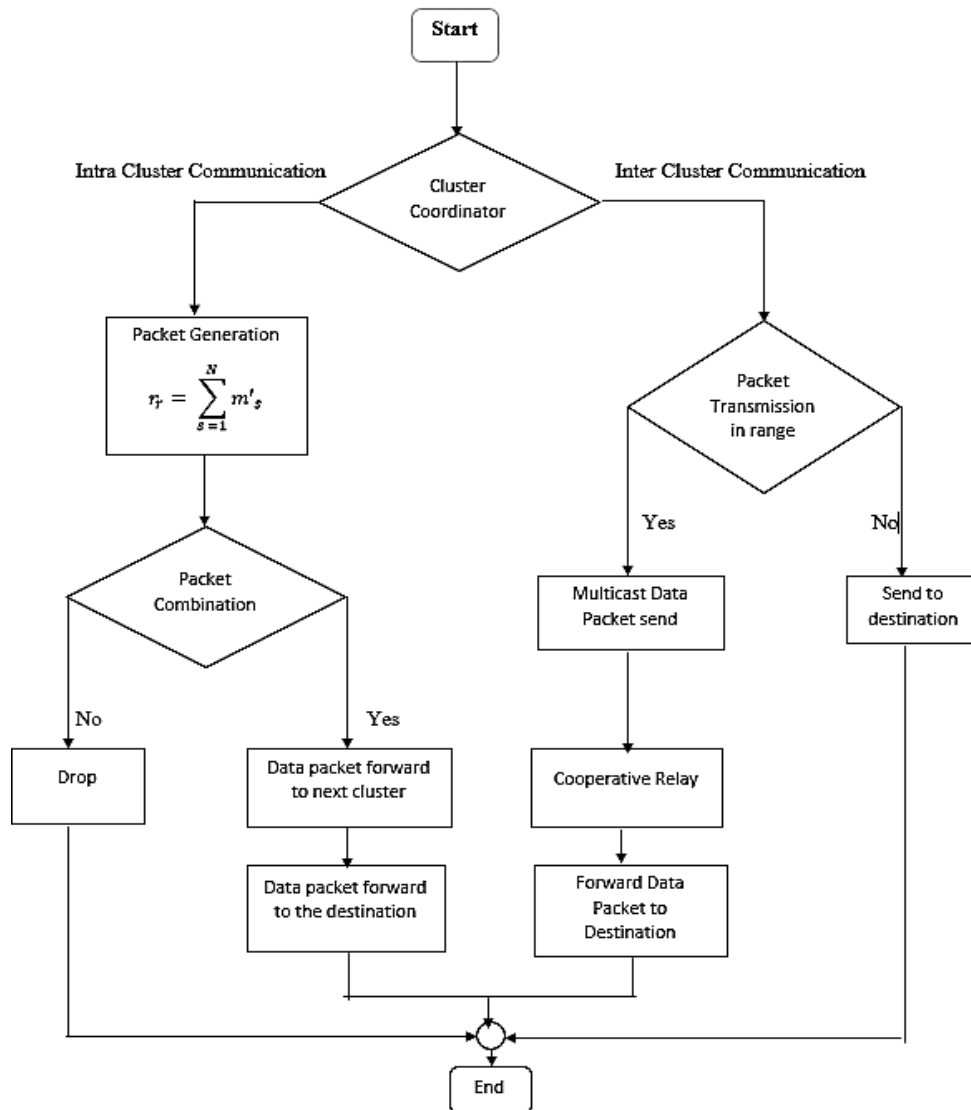 Start
Intra Cluster Communication
Inter Cluster Communication
Cluster
Coordinator
Packet Generation
r_r = \sum_{s=1}^{N} m'_s
Packet
Transmission
in range
Yes
No
Packet
Combination
Multicast Data
Packet send
Send to
destination
No
Yes
Drop
Data packet forward
to next cluster
Cooperative Relay
Data packet forward
to the destination
Forward Data
Packet to
Destination
End